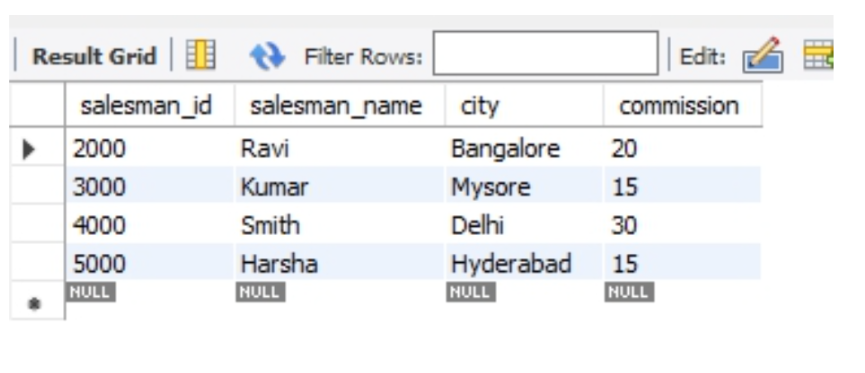 Result Grid Filter Rows: Edit:
salesman_id salesman_name city commission
2000 Ravi Bangalore 20
3000 Kumar Mysore 15
4000 Smith Delhi 30
5000 Harsha Hyderabad 15
NULL NULL NULL NULL